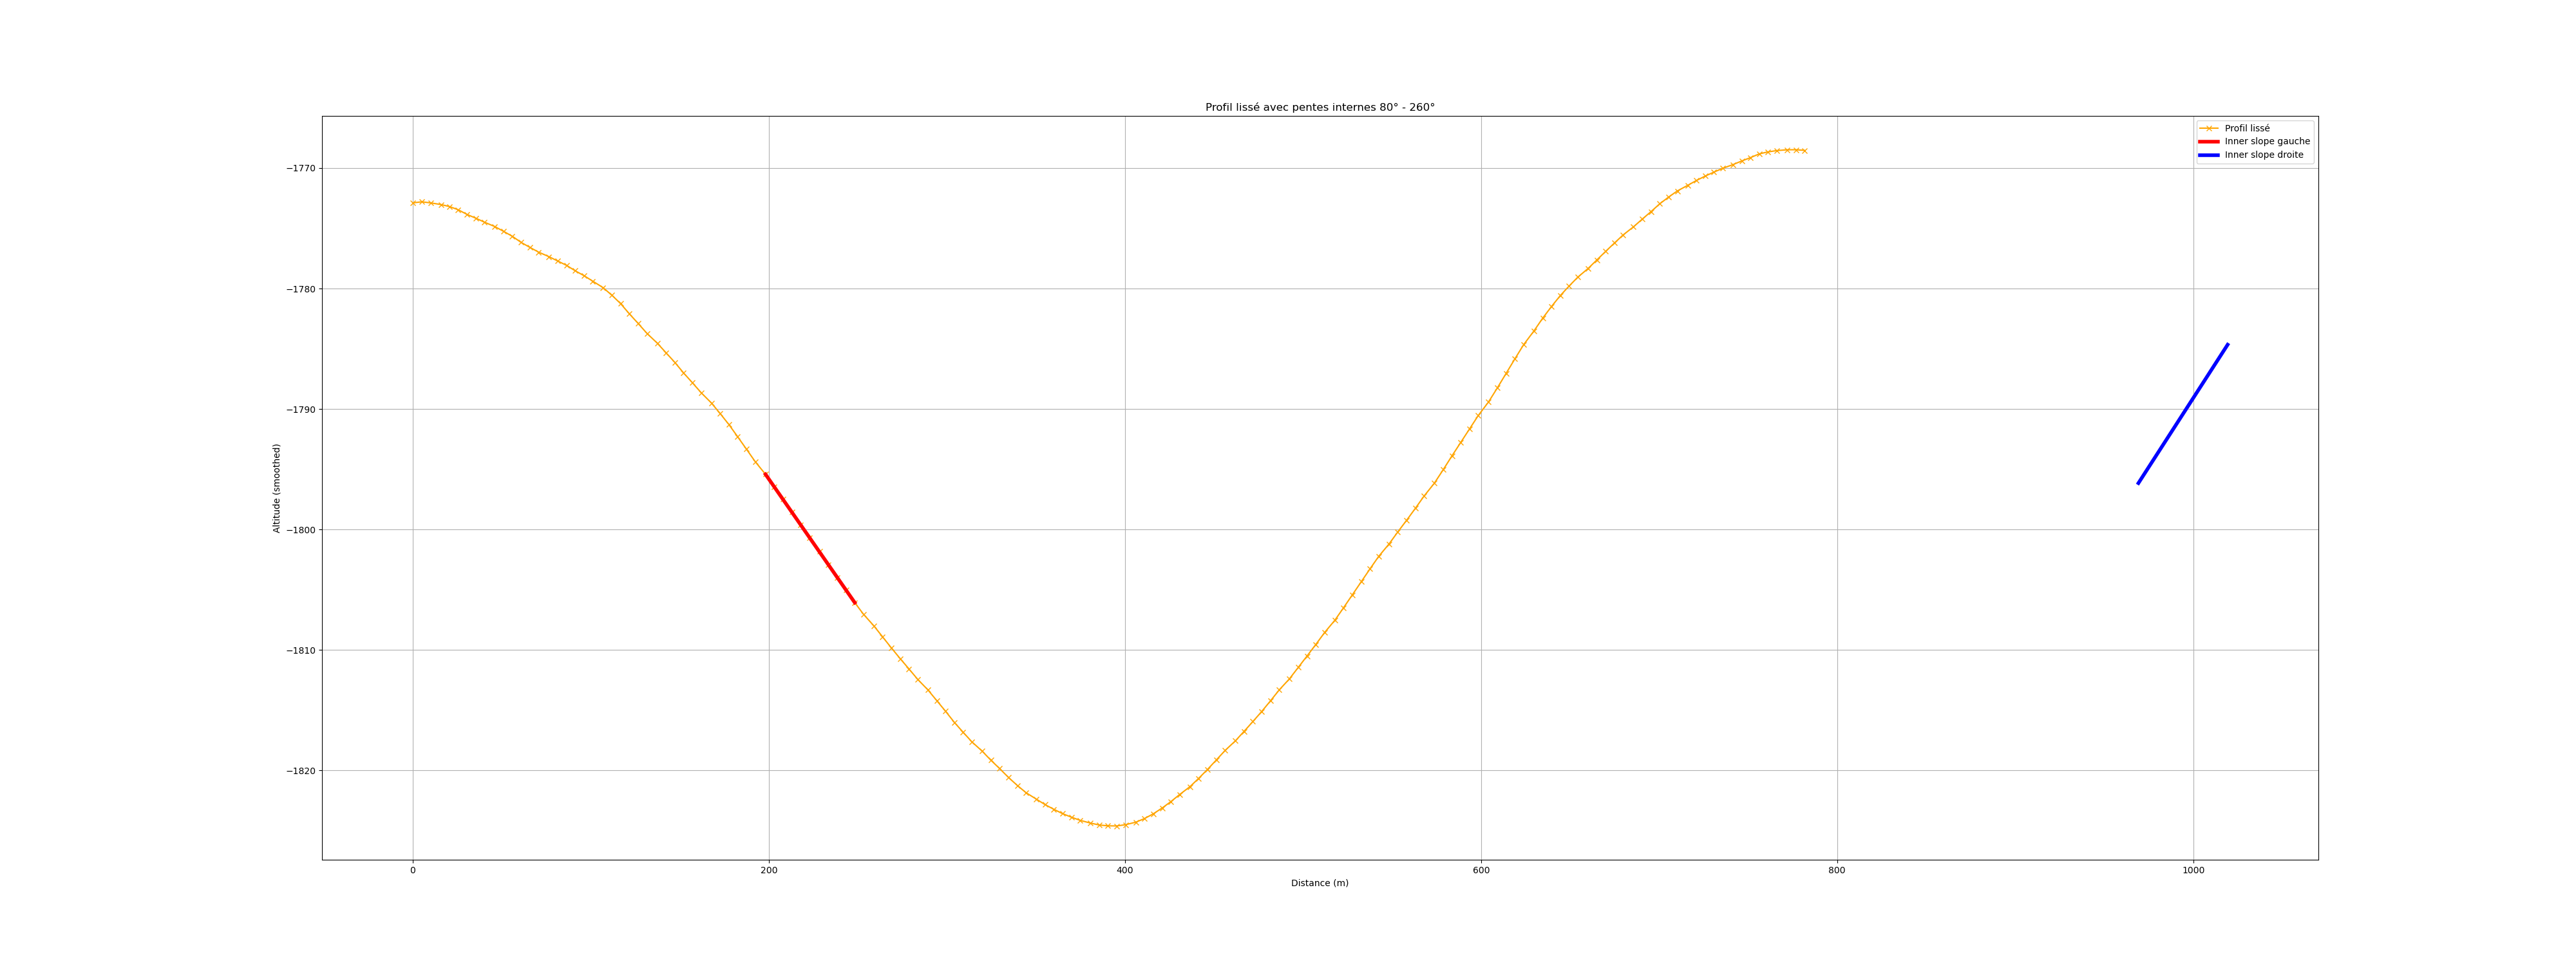 Profil lissé avec pentes internes 80° - 260°
Profil lissé
Inner slope gauche
Inner slope droite
Altitude (smoothed)
−1770
−1780
−1790
−1800
−1810
−1820
0
200
400
600
800
1000
Distance (m)